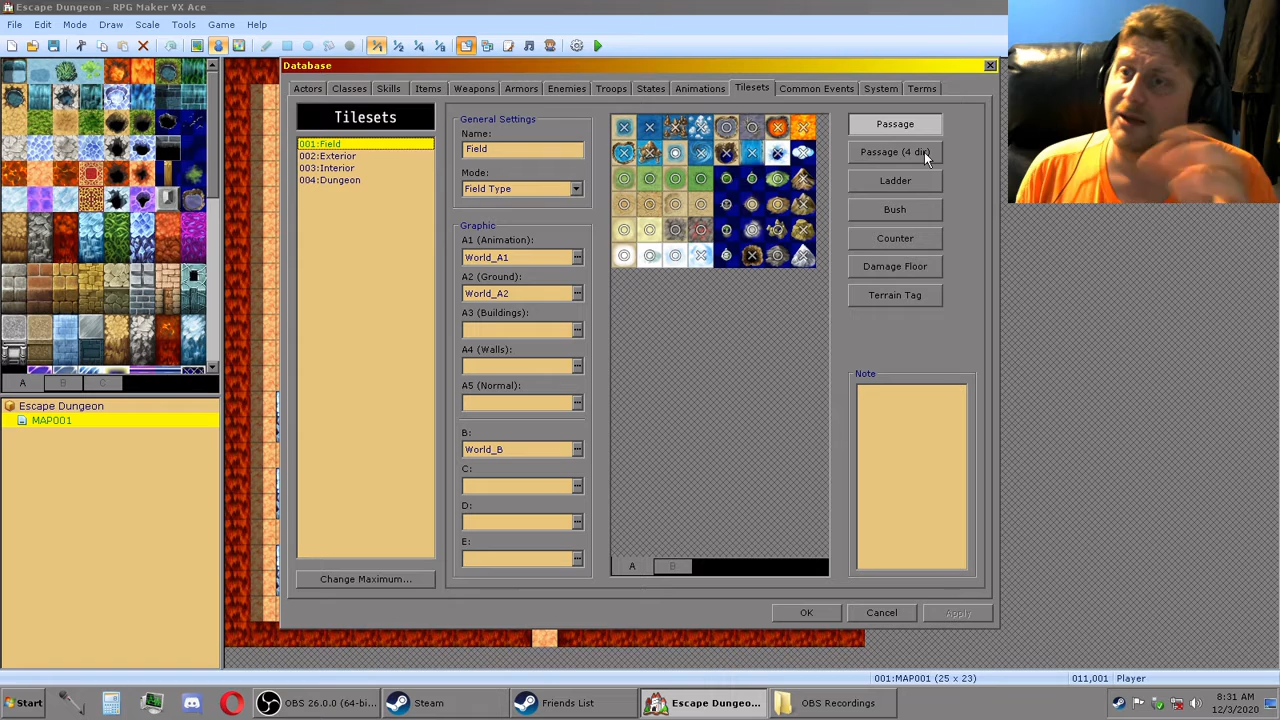 Escape Dungeon - RPG Maker VX Ace
File Edit Mode Draw Scale Tools Game Help
Database
Actors Classes Skills Items Weapons Armors Enemies Troops States Animations Tilesets Common Events System Terms
Tilesets
001:Field
002:Exterior
003:Interior
004:Dungeon
Change Maximum...
General Settings
Name:
Field
Mode:
Field Type
Graphic
A1 (Animation):
World_A1
A2 (Ground):
World_A2
A3 (Buildings):
A4 (Walls):
A5 (Normal):
B:
World_B
C:
D:
E:
A B
Passage
Passage (4 dir)
Ladder
Bush
Counter
Damage Floor
Terrain Tag
Note
OK Cancel Apply
A B C
Escape Dungeon
MAP001
001:MAP001 (25 x 23) 011,001 Player
Start OBS 26.0.0 (64-bi... Steam Friends List Escape Dungeo... OBS Recordings
8:31 AM
12/3/2020